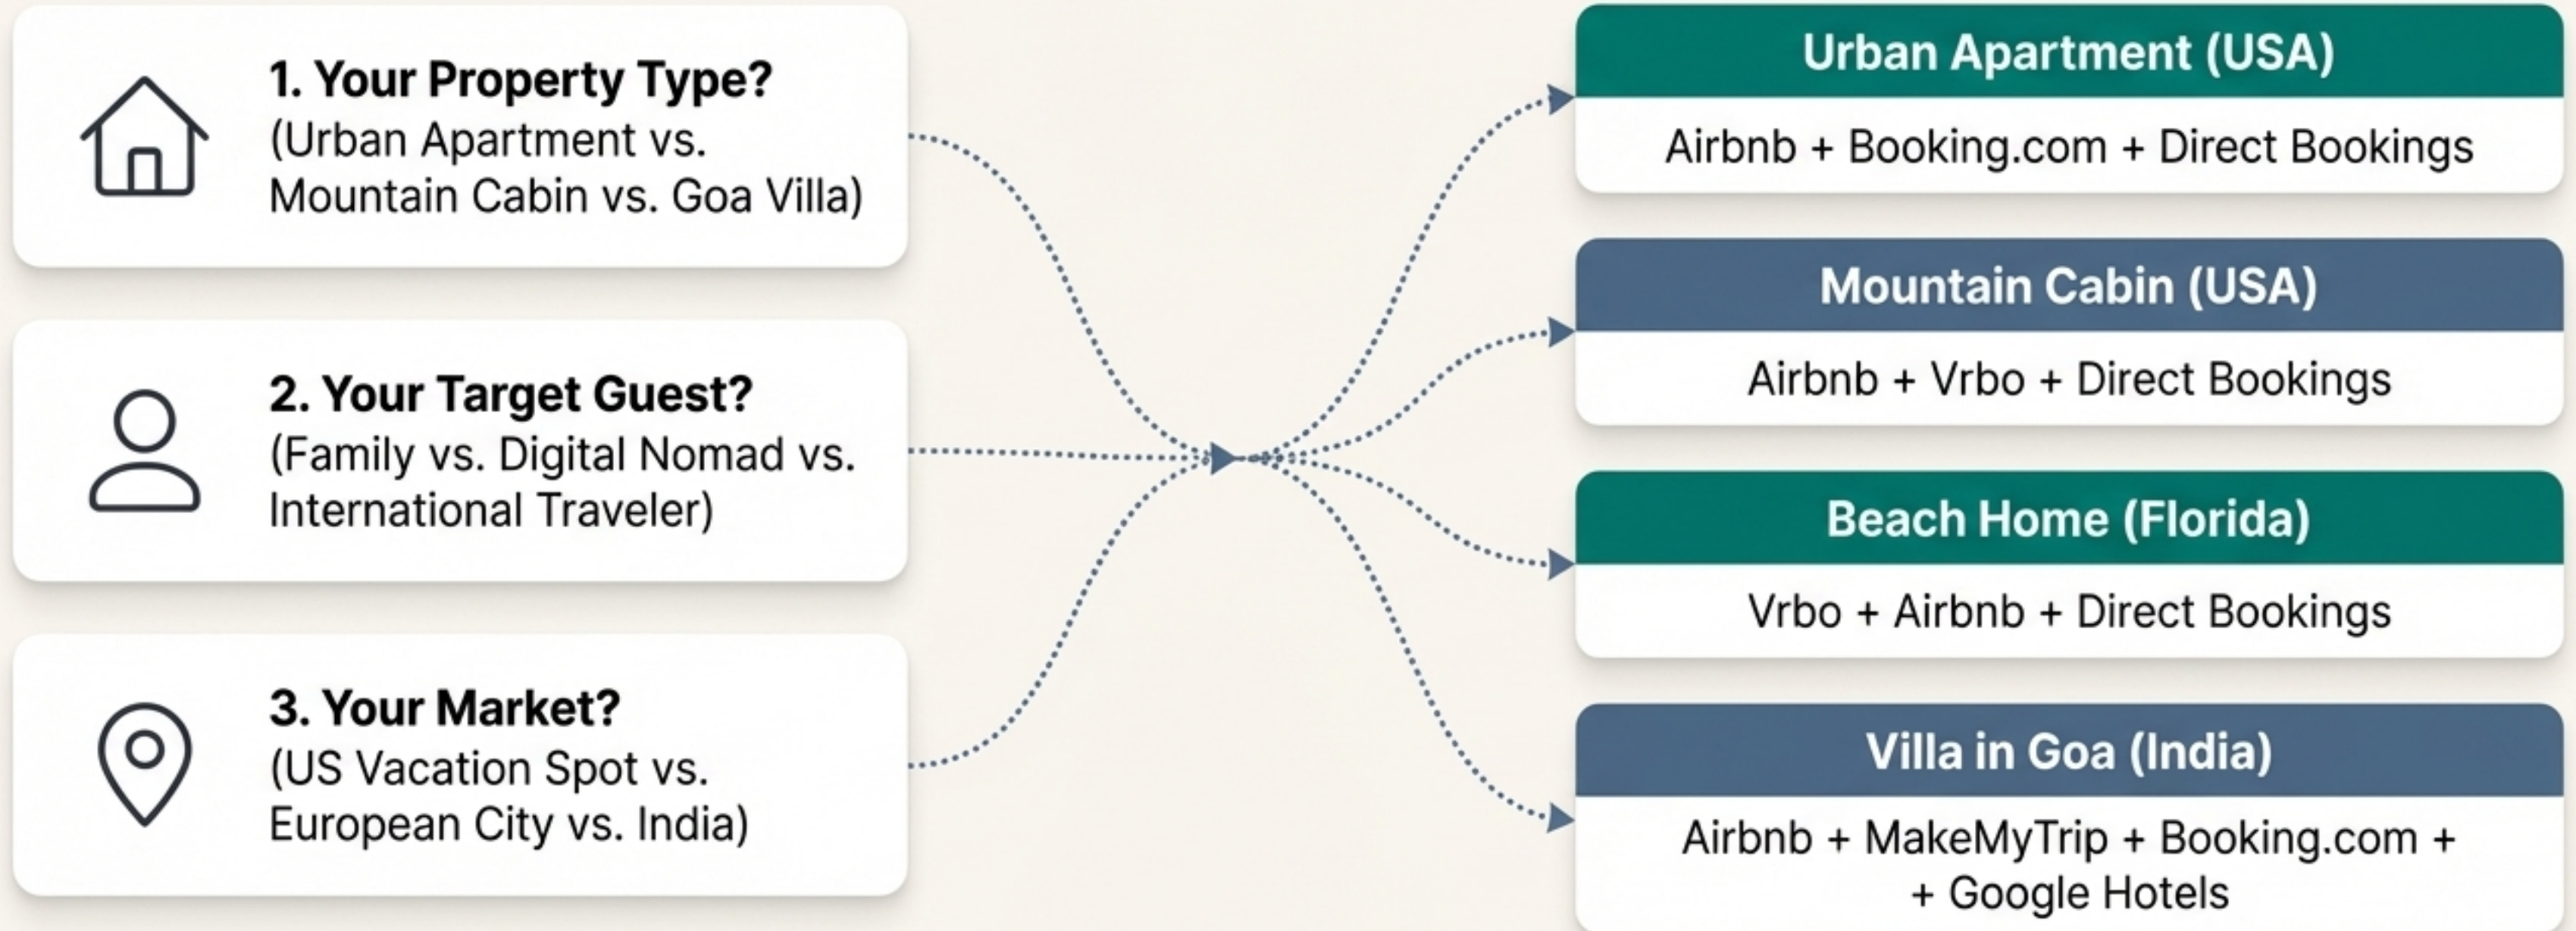 1. Your Property Type?
(Urban Apartment vs.
Mountain Cabin vs. Goa Villa)
2. Your Target Guest?
(Family vs. Digital Nomad vs.
International Traveler)
3. Your Market?
(US Vacation Spot vs.
European City vs. India)
Urban Apartment (USA)
Airbnb + Booking.com + Direct Bookings
Mountain Cabin (USA)
Airbnb + Vrbo + Direct Bookings
Beach Home (Florida)
Vrbo + Airbnb + Direct Bookings
Villa in Goa (India)
Airbnb + MakeMyTrip + Booking.com +
+ Google Hotels